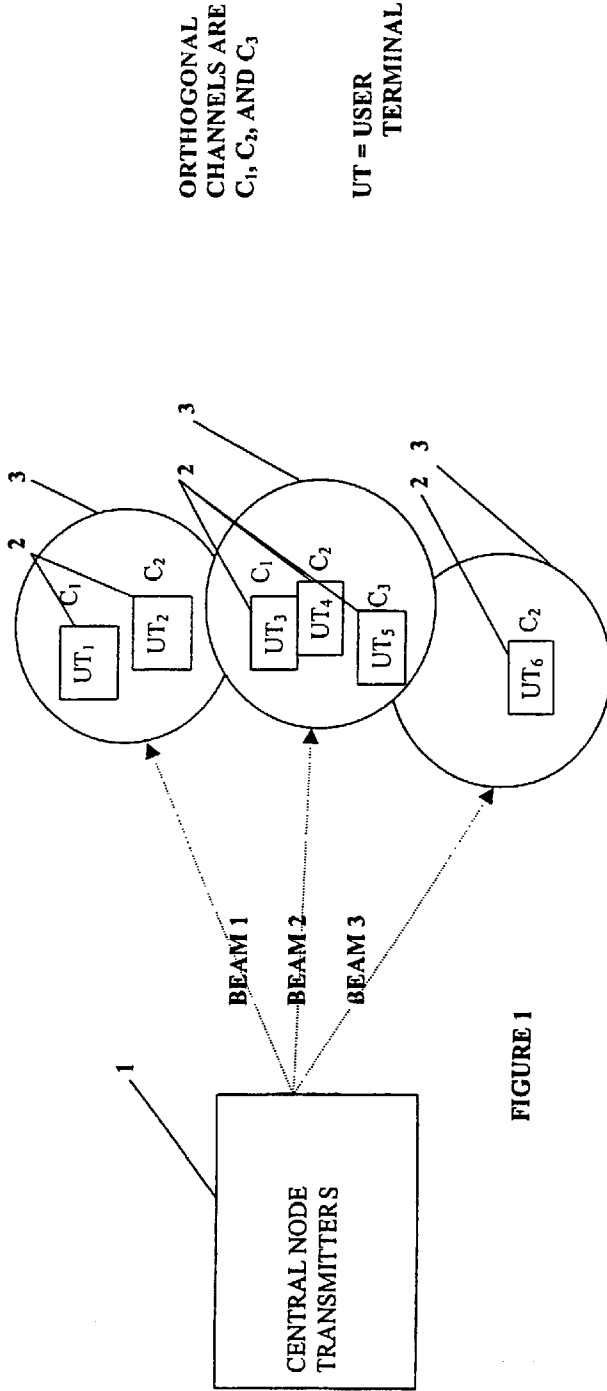 ORTHOGONAL
CHANNELS ARE
C₁, C₂, AND C₃
UT = USER
TERMINAL
3
2
C₁
UT₁
C₂
UT₂
3
2
C₁
UT₃
C₂
UT₄
C₃
UT₅
3
2
C₂
UT₆
BEAM 1
BEAM 2
BEAM 3
1
CENTRAL NODE
TRANSMITTERS
FIGURE 1